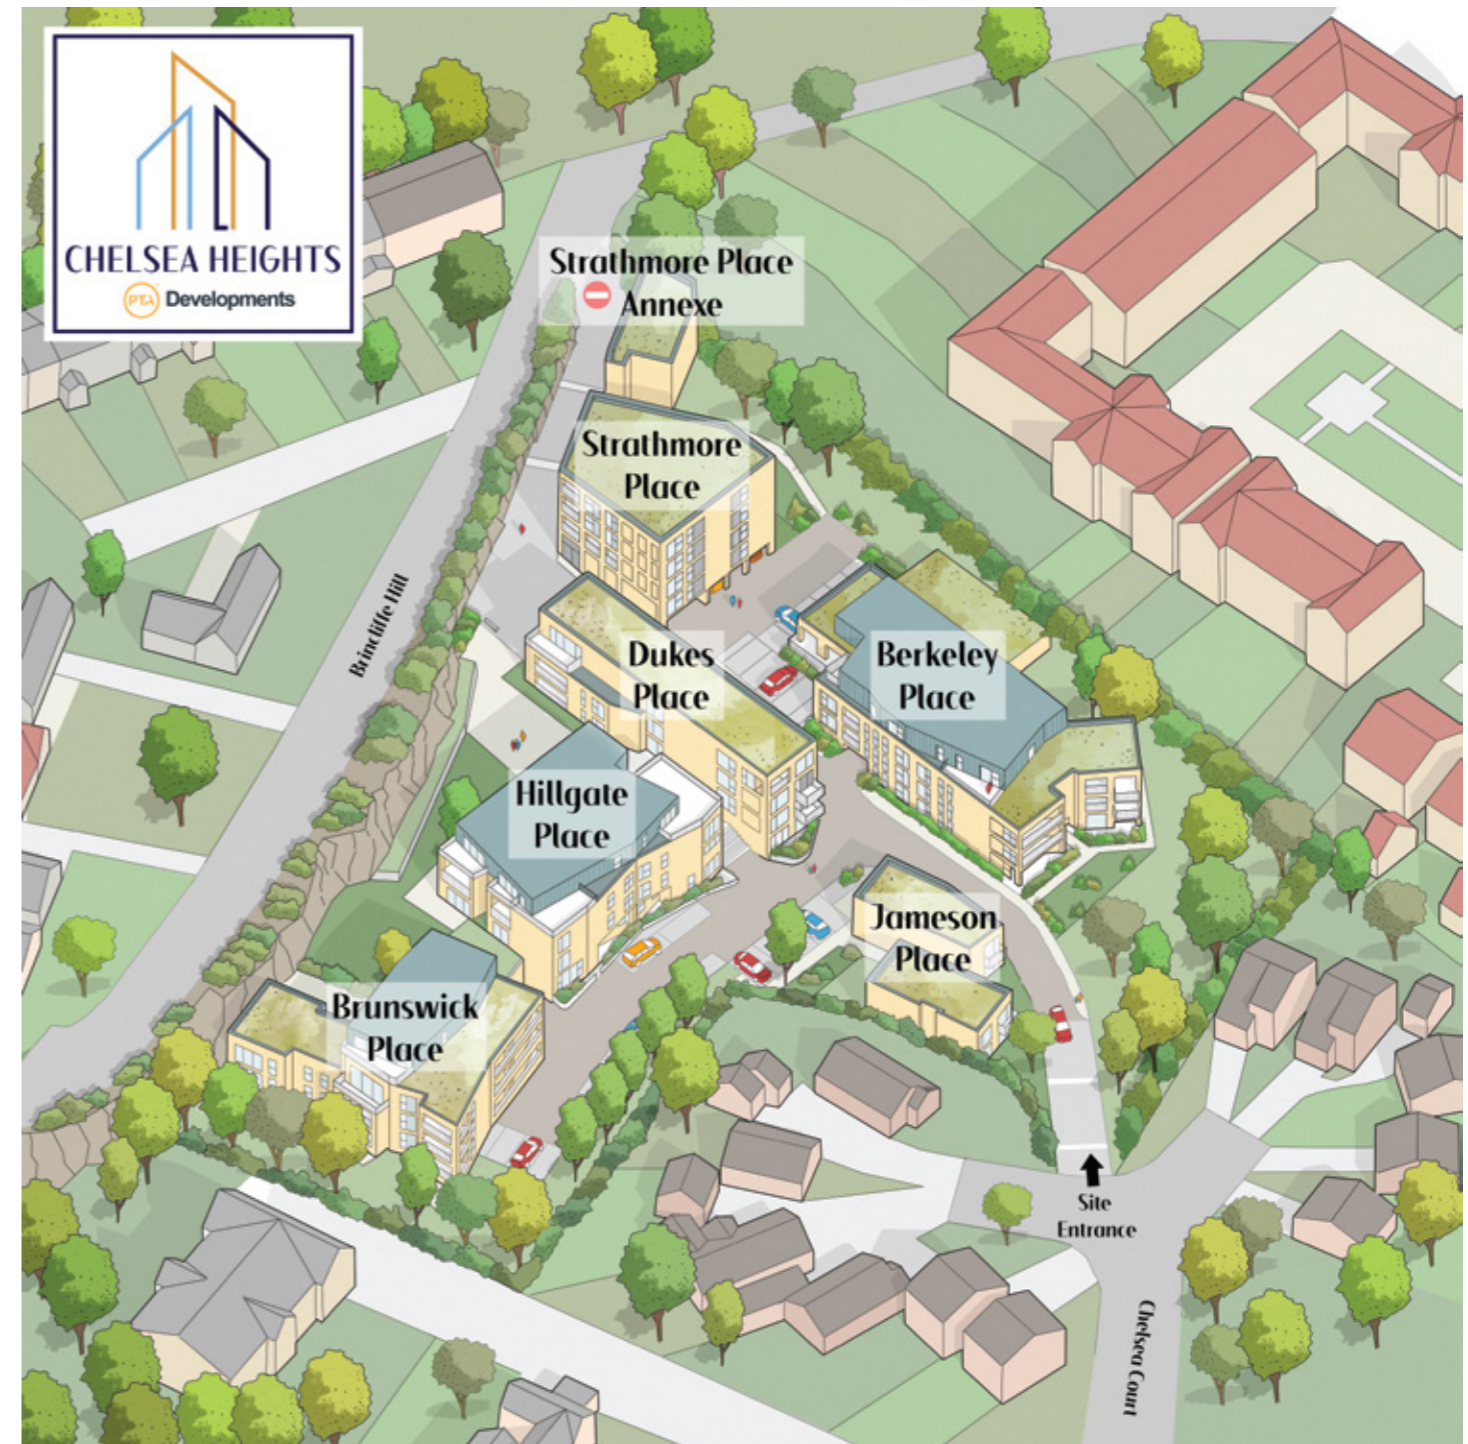 CHELSEA HEIGHTS
PTA Developments
Strathmore Place
Annexe
Strathmore
Place
Dukes
Place
Berkeley
Place
Brincliffe Hill
Hillgate
Place
Jameson
Place
Brunswick
Place
Site
Entrance
Chelsea Court